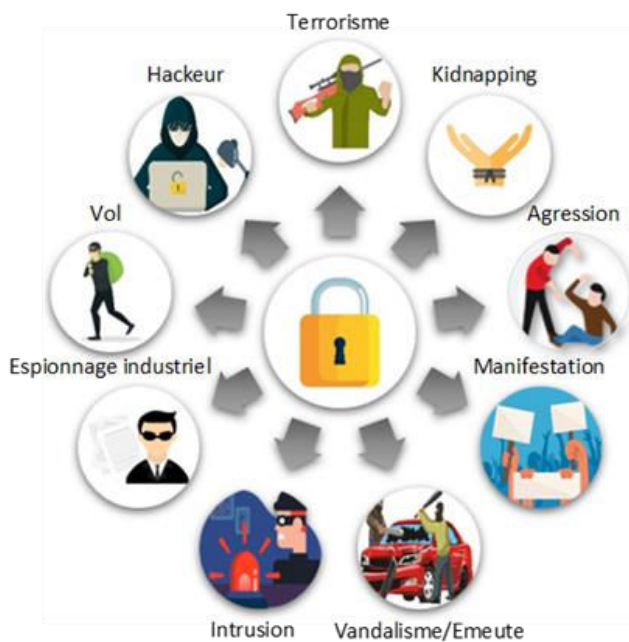 Terrorisme
Hackeur
Kidnapping
Vol
Agression
Espionnage industriel
Manifestation
Intrusion
Vandalisme/Emeute